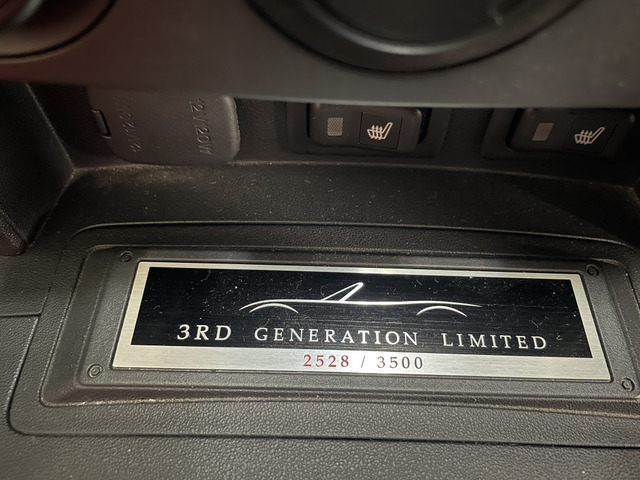 12V/120W
3RD GENERATION LIMITED
2528 / 3500